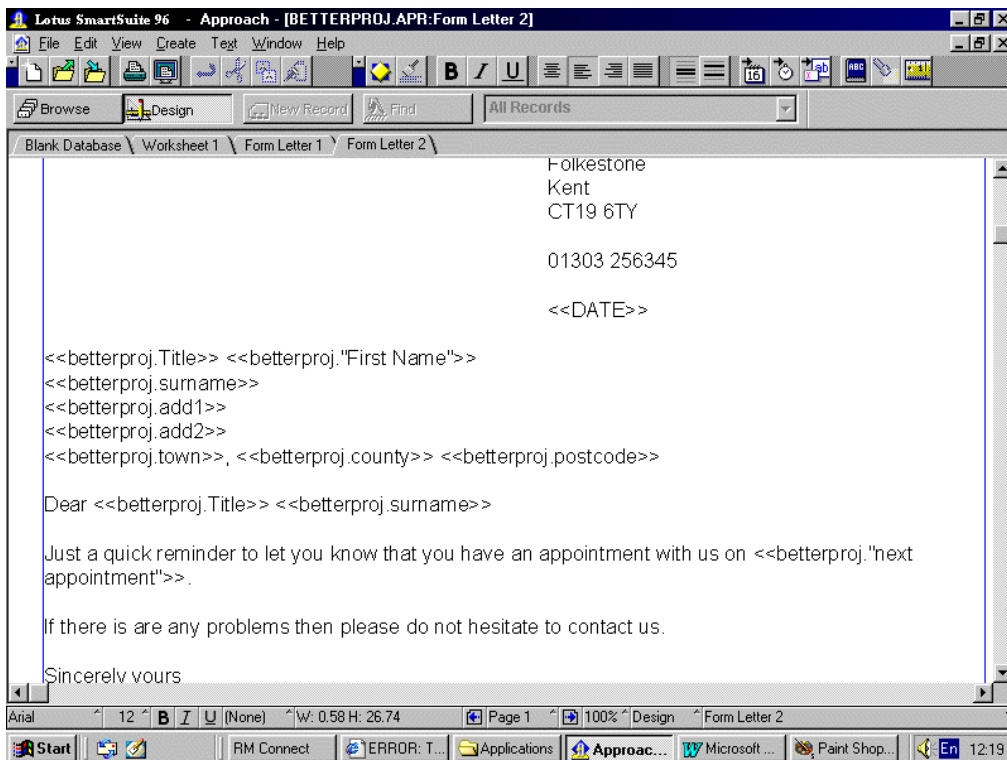 Lotus SmartSuite 96 - Approach - [BETTERPROJ.APR:Form Letter 2]
File Edit View Create Text Window Help
B I U 16 ab ABC
Browse Design New Record Find All Records
Blank Database \ Worksheet 1 \ Form Letter 1 \ Form Letter 2 \
Folkestone
Kent
CT19 6TY
01303 256345
<<DATE>>
<<betterproj.Title>> <<betterproj."First Name">>
<<betterproj.surname>>
<<betterproj.add1>>
<<betterproj.add2>>
<<betterproj.town>>, <<betterproj.county>> <<betterproj.postcode>>
Dear <<betterproj.Title>> <<betterproj.surname>>
Just a quick reminder to let you know that you have an appointment with us on <<betterproj."next
appointment">>.
If there is are any problems then please do not hesitate to contact us.
Sincerely yours
Arial 12 B I U (None) W: 0.58 H: 26.74 Page 1 100% Design Form Letter 2
Start RM Connect ERROR: T... Applications Approac... Microsoft ... Paint Shop... En 12:19